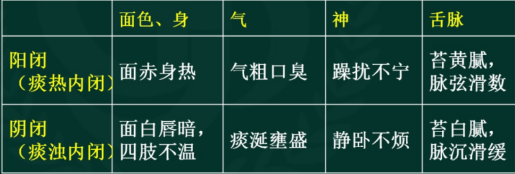 面色、身 气 神 舌脉
阳闭 面赤身热 气粗口臭 躁扰不宁 苔黄腻,
(痰热内闭) 脉弦滑数
阴闭 面白唇暗, 痰涎壅盛 静卧不烦 苔白腻,
(痰浊内闭) 四肢不温 脉沉滑缓